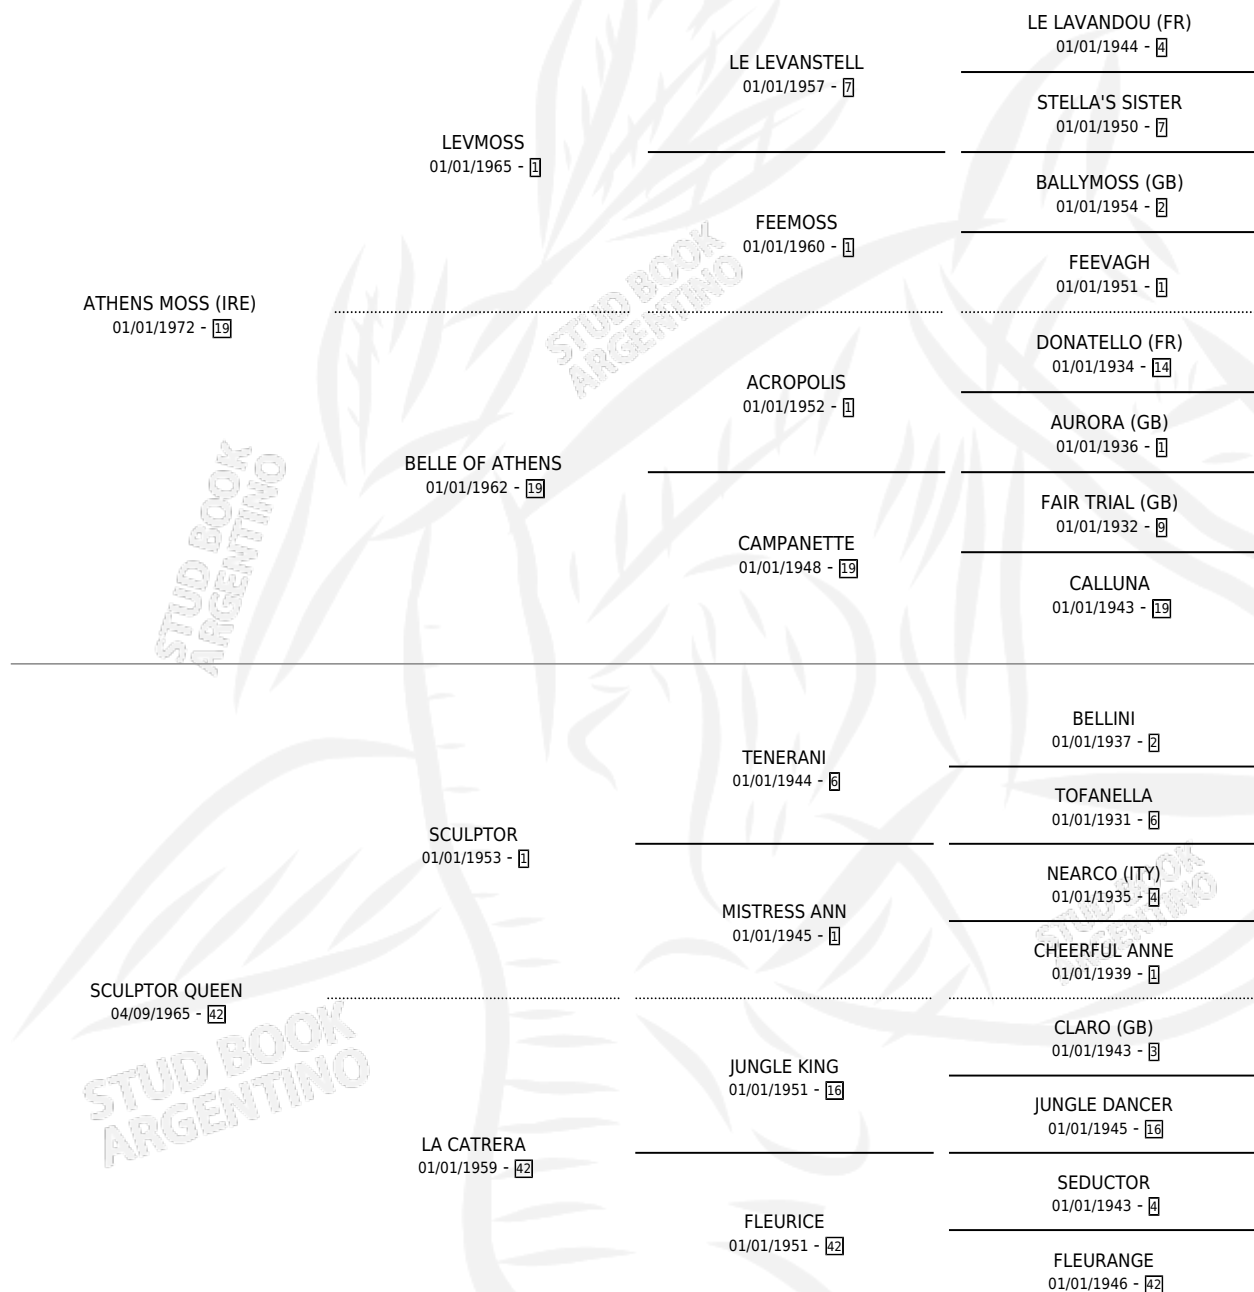 LE LAVANDOU (FR)
01/01/1944 - 4
LE LEVANSTELL
01/01/1957 - 7
STELLA'S SISTER
01/01/1950 - 7
LEVMOSS
01/01/1965 - 1
BALLYMOSS (GB)
01/01/1954 - 2
FEEMOSS
01/01/1960 - 1
FEEVAGH
01/01/1951 - 1
ATHENS MOSS (IRE)
01/01/1972 - 19
DONATELLO (FR)
01/01/1934 - 14
ACROPOLIS
01/01/1952 - 1
AURORA (GB)
01/01/1936 - 1
BELLE OF ATHENS
01/01/1962 - 19
FAIR TRIAL (GB)
01/01/1932 - 9
CAMPANETTE
01/01/1948 - 19
CALLUNA
01/01/1943 - 19
BELLINI
01/01/1937 - 2
TENERANI
01/01/1944 - 6
TOFANELLA
01/01/1931 - 6
SCULPTOR
01/01/1953 - 1
NEARCO (ITY)
01/01/1935 - 4
MISTRESS ANN
01/01/1945 - 1
CHEERFUL ANNE
01/01/1939 - 1
SCULPTOR QUEEN
04/09/1965 - 42
CLARO (GB)
01/01/1943 - 3
JUNGLE KING
01/01/1951 - 16
JUNGLE DANCER
01/01/1945 - 16
LA CATRERA
01/01/1959 - 42
SEDUCTOR
01/01/1943 - 4
FLEURICE
01/01/1951 - 42
FLEURANGE
01/01/1946 - 42
STUD BOOK
ARGENTINO
STUD BOOK
ARGENTINO
STUD BOOK
ARGENTINO
STUD BOOK
ARGENTINO